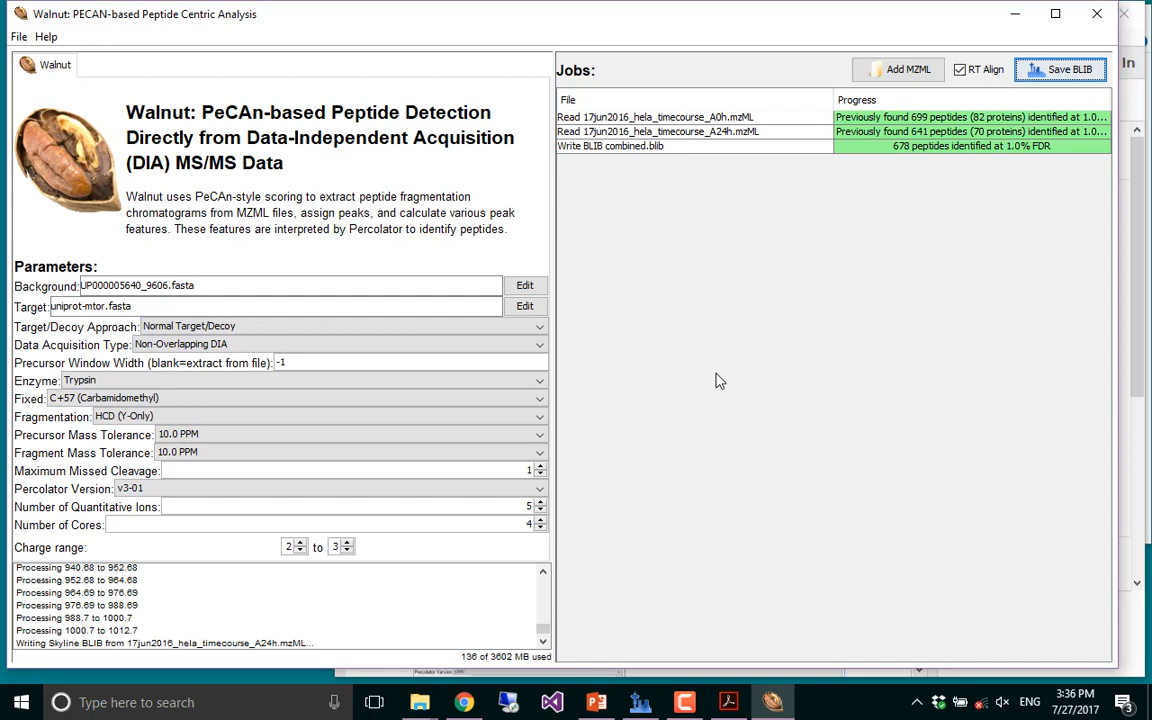 Walnut: PECAN-based Peptide Centric Analysis
File Help
Walnut
Walnut: PeCAn-based Peptide Detection
Directly from Data-Independent Acquisition
(DIA) MS/MS Data
Walnut uses PeCAn-style scoring to extract peptide fragmentation
chromatograms from MZML files, assign peaks, and calculate various peak
features. These features are interpreted by Percolator to identify peptides.
Parameters:
Background: UP000005640_9606.fasta Edit
Target: uniprot-mtor.fasta Edit
Target/Decoy Approach: Normal Target/Decoy
Data Acquisition Type: Non-Overlapping DIA
Precursor Window Width (blank=extract from file): -1
Enzyme: Trypsin
Fixed: C+57 (Carbamidomethyl)
Fragmentation: HCD (Y-Only)
Precursor Mass Tolerance: 10.0 PPM
Fragment Mass Tolerance: 10.0 PPM
Maximum Missed Cleavage: 1
Percolator Version: v3-01
Number of Quantitative Ions: 5
Number of Cores: 4
Charge range: 2 to 3
Processing 940.68 to 952.68
Processing 952.68 to 964.68
Processing 964.69 to 976.69
Processing 976.69 to 988.69
Processing 988.7 to 1000.7
Processing 1000.7 to 1012.7
Writing Skyline BLIB from 17jun2016_hela_timecourse_A24h.mzML...
136 of 3602 MB used
Jobs: Add MZML RT Align Save BLIB
File Progress
Read 17jun2016_hela_timecourse_A0h.mzML Previously found 699 peptides (82 proteins) identified at 1.0...
Read 17jun2016_hela_timecourse_A24h.mzML Previously found 641 peptides (70 proteins) identified at 1.0...
Write BLIB combined.blib 678 peptides identified at 1.0% FDR
In
Percolator Version:
Type here to search
ENG
3:36 PM
7/27/2017
3